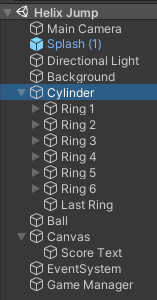 Helix Jump
Main Camera
Splash (1)
Directional Light
Background
Cylinder
Ring 1
Ring 2
Ring 3
Ring 4
Ring 5
Ring 6
Last Ring
Ball
Canvas
Score Text
EventSystem
Game Manager